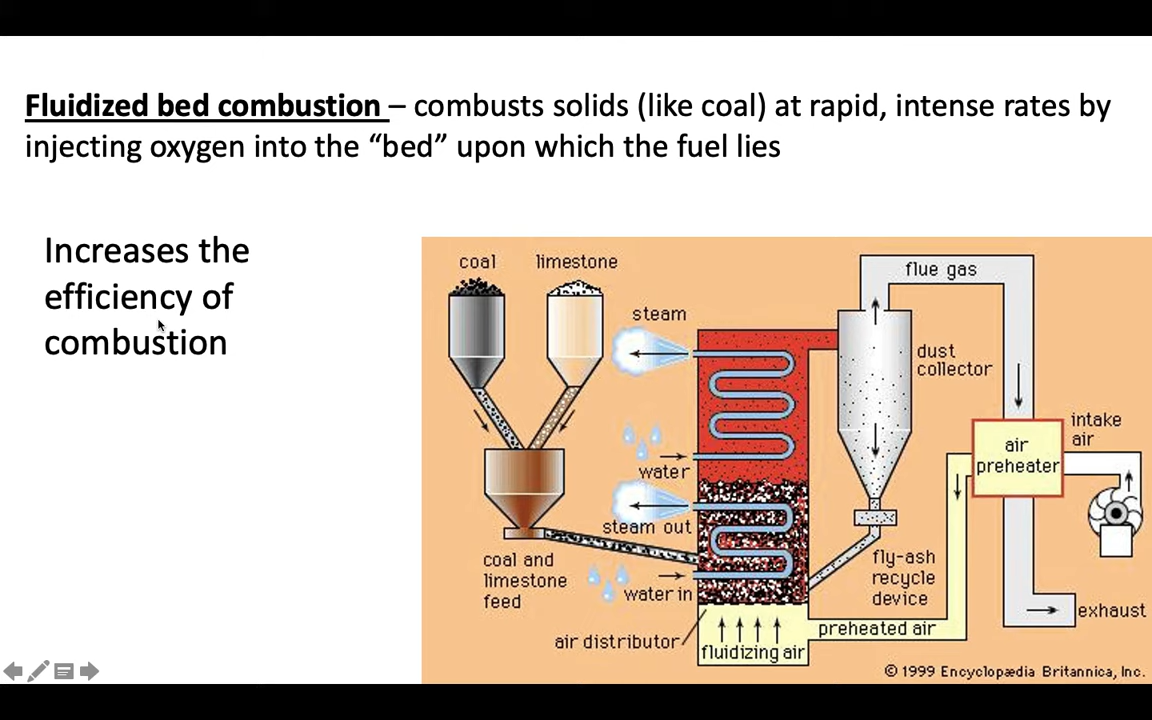 Fluidized bed combustion – combusts solids (like coal) at rapid, intense rates by
injecting oxygen into the “bed” upon which the fuel lies
Increases the
efficiency of
combustion
coal
limestone
flue gas
steam
dust
collector
intake
air
air
preheater
water
steam out
coal and
limestone
feed
water in
fly-ash
recycle
device
exhaust
air distributor
preheated air
fluidizing air
© 1999 Encyclopædia Britannica, Inc.